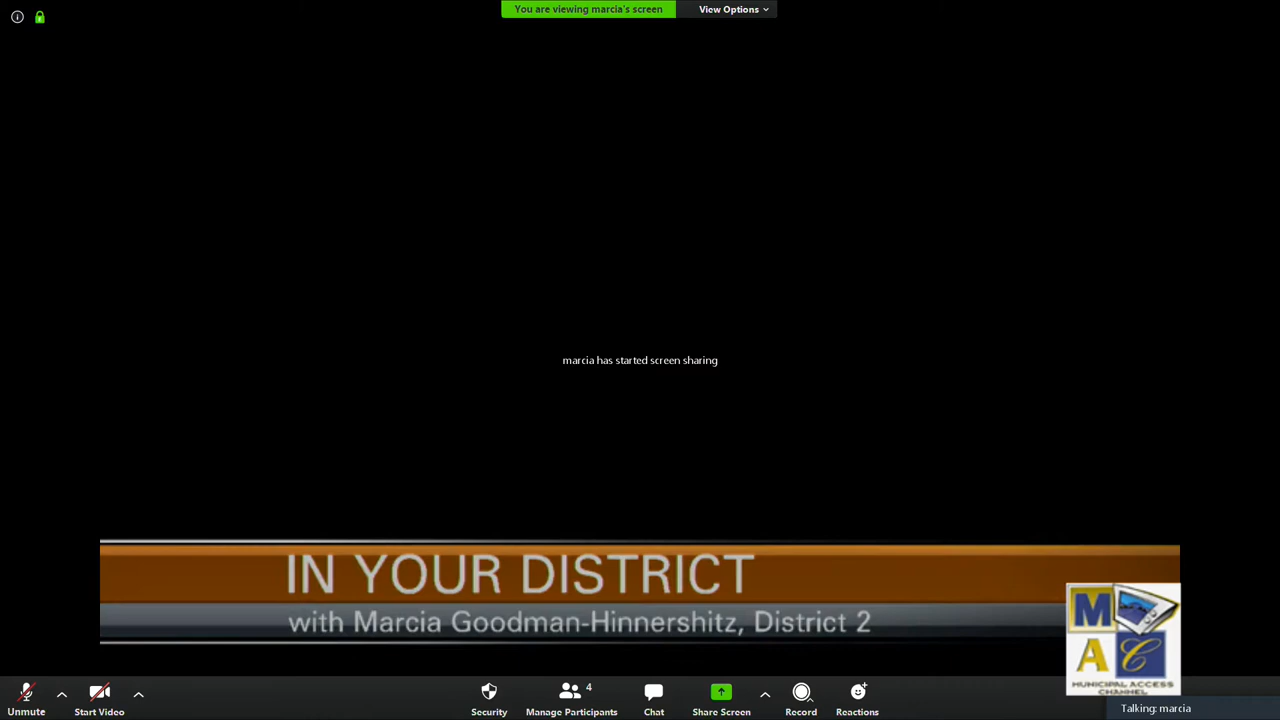 You are viewing marcia's screen
View Options
marcia has started screen sharing
IN YOUR DISTRICT
with Marcia Goodman-Hinnershitz, District 2
M
A C
MUNICIPAL ACCESS
CHANNEL
Unmute
Start Video
Security
4
Manage Participants
Chat
Share Screen
Record
Reactions
Talking: marcia